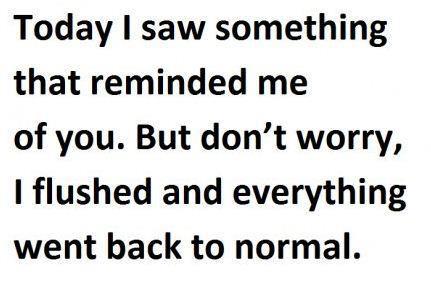 Today I saw something
that reminded me
of you. But don’t worry,
I flushed and everything
went back to normal.